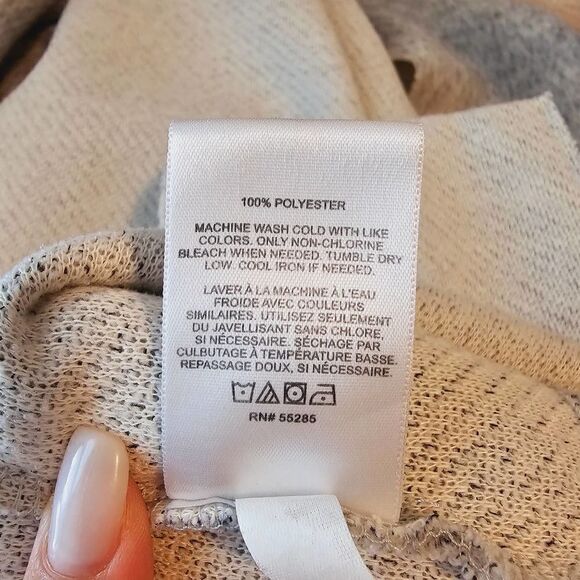 100% POLYESTER
MACHINE WASH COLD WITH LIKE
COLORS. ONLY NON-CHLORINE
BLEACH WHEN NEEDED. TUMBLE DRY
LOW. COOL IRON IF NEEDED.
LAVER À LA MACHINE À L'EAU
FROIDE AVEC COULEURS
SIMILAIRES. UTILISEZ SEULEMENT
DU JAVELLISANT SANS CHLORE
SI NÉCESSAIRE. SÉCHAGE PAR
CULBUTAGE À TEMPÉRATURE BASSE.
REPASSAGE DOUX, SI NÉCESSAIRE.
RN# 55285